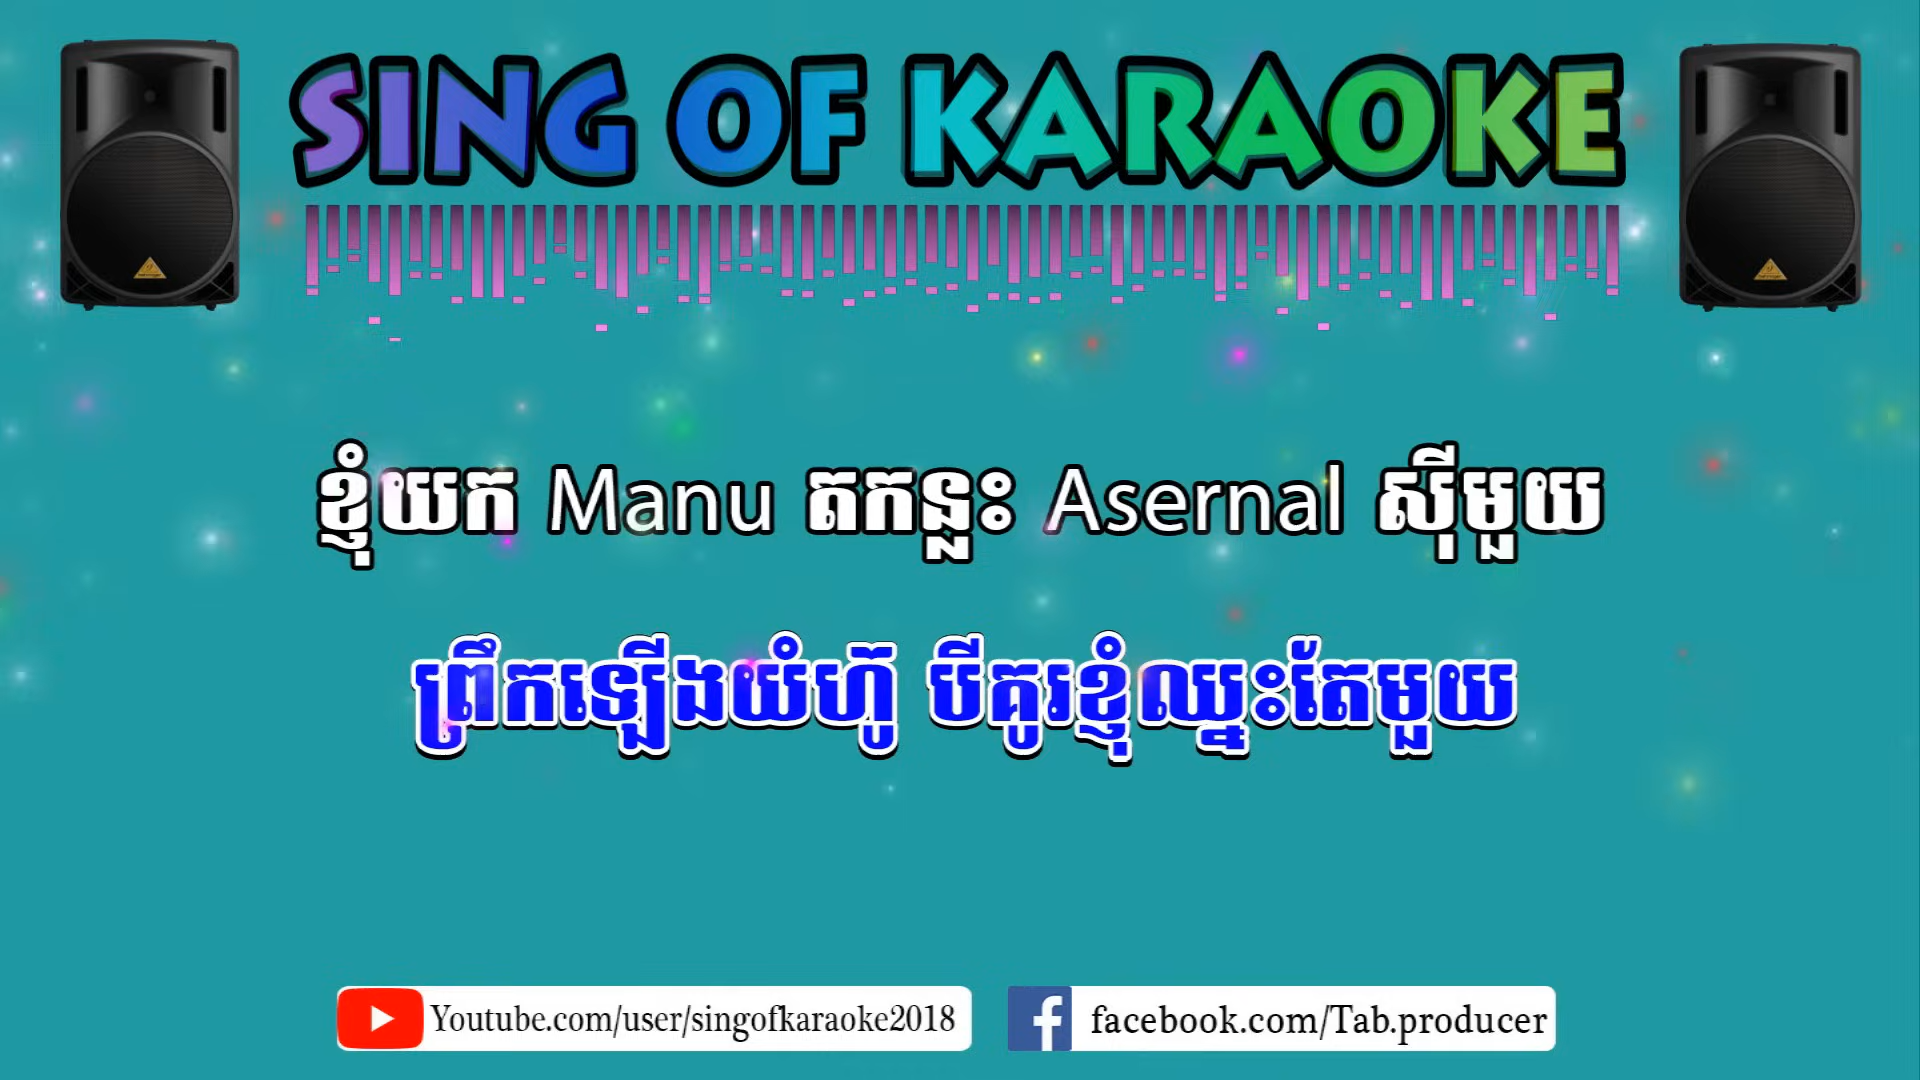 SING OF KARAOKE
ខ្ញុំយក Manu តកន្លះ Asernal ស៊ីមួយ
ព្រឹកឡើងយំហ៊ូ បីគូរខ្ញុំឈ្នះតែមួយ
Youtube.com/user/singofkaraoke2018
facebook.com/Tab.producer